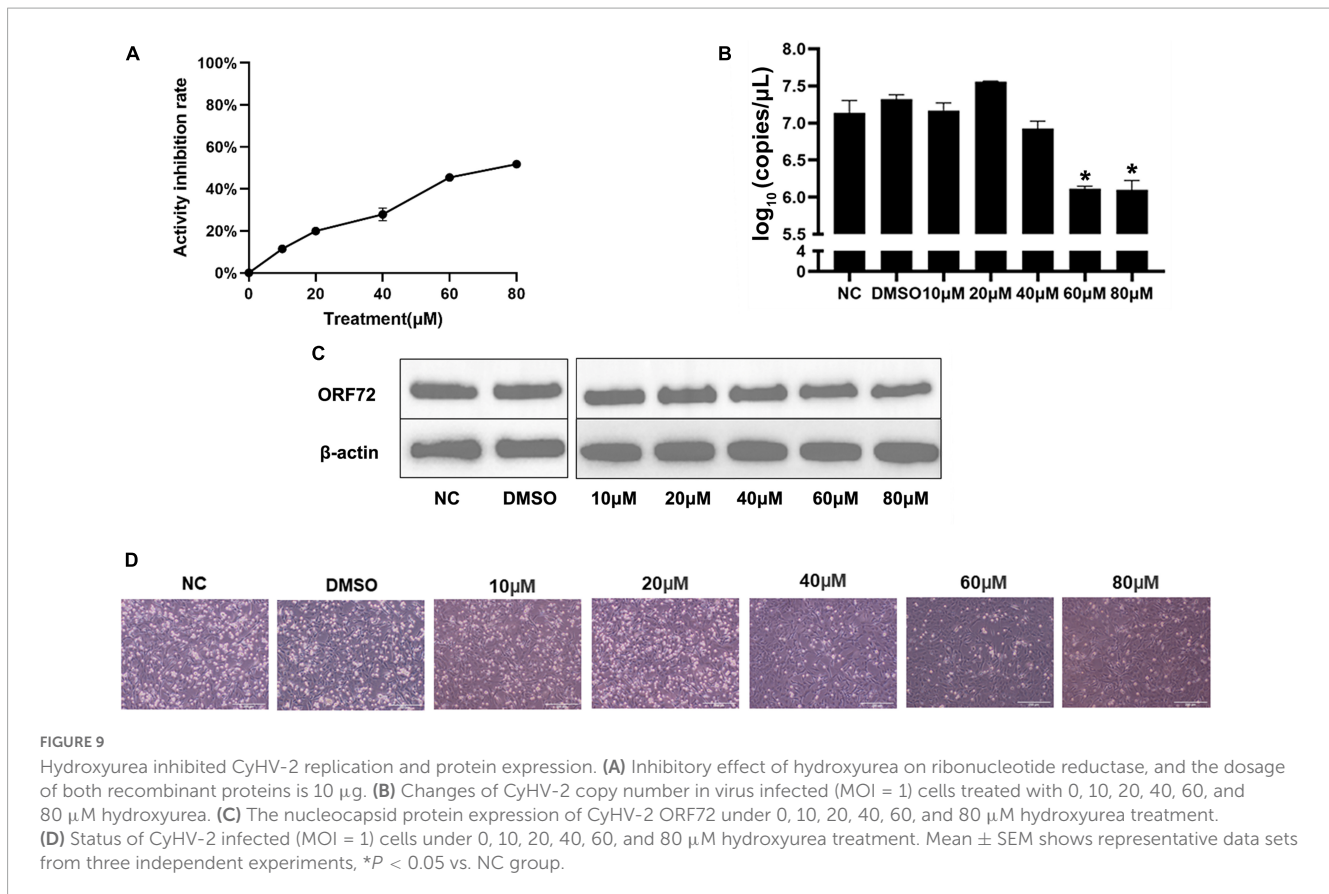 A
100%
80%
60%
40%
20%
0%
Activity inhibition rate
0 20 40 60 80
Treatment(µM)
B
8.0
7.5
7.0
6.5
6.0
5.5
4
0
log₁₀ (copies/µL)
* *
NC DMSO 10µM 20µM 40µM 60µM 80µM
C
ORF72
β-actin
NC DMSO 10µM 20µM 40µM 60µM 80µM
D
NC DMSO 10µM 20µM 40µM 60µM 80µM
FIGURE 9
Hydroxyurea inhibited CyHV-2 replication and protein expression. (A) Inhibitory effect of hydroxyurea on ribonucleotide reductase, and the dosage
of both recombinant proteins is 10 µg. (B) Changes of CyHV-2 copy number in virus infected (MOI = 1) cells treated with 0, 10, 20, 40, 60, and
80 µM hydroxyurea. (C) The nucleocapsid protein expression of CyHV-2 ORF72 under 0, 10, 20, 40, 60, and 80 µM hydroxyurea treatment.
(D) Status of CyHV-2 infected (MOI = 1) cells under 0, 10, 20, 40, 60, and 80 µM hydroxyurea treatment. Mean ± SEM shows representative data sets
from three independent experiments, *P < 0.05 vs. NC group.